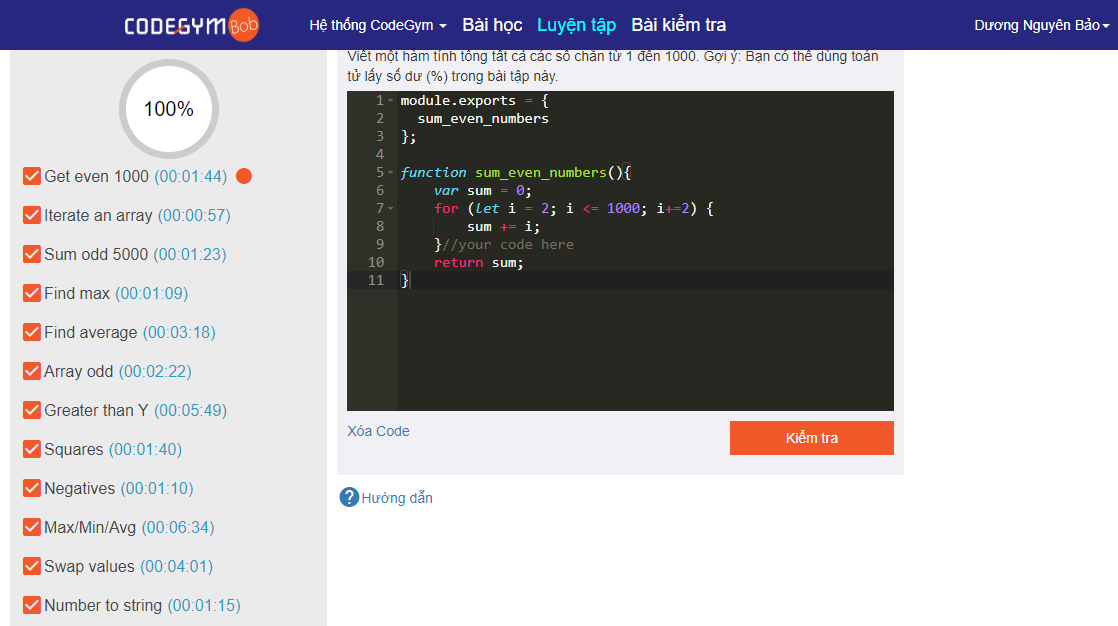 CODEGYM Bob
Hệ thống CodeGym
Bài học
Luyện tập
Bài kiểm tra
Dương Nguyên Bảo
100%
Get even 1000 (00:01:44)
Iterate an array (00:00:57)
Sum odd 5000 (00:01:23)
Find max (00:01:09)
Find average (00:03:18)
Array odd (00:02:22)
Greater than Y (00:05:49)
Squares (00:01:40)
Negatives (00:01:10)
Max/Min/Avg (00:06:34)
Swap values (00:04:01)
Number to string (00:01:15)
Viết một hàm tính tổng tất cả các số chẵn từ 1 đến 1000. Gợi ý: Bạn có thể dùng toán
tử lấy số dư (%) trong bài tập này.
1 module.exports = {
2 sum_even_numbers
3 };
4
5 function sum_even_numbers(){
6 var sum = 0;
7 for (let i = 2; i <= 1000; i+=2) {
8 sum += i;
9 }//your code here
10 return sum;
11 }
Xóa Code
Kiểm tra
? Hướng dẫn